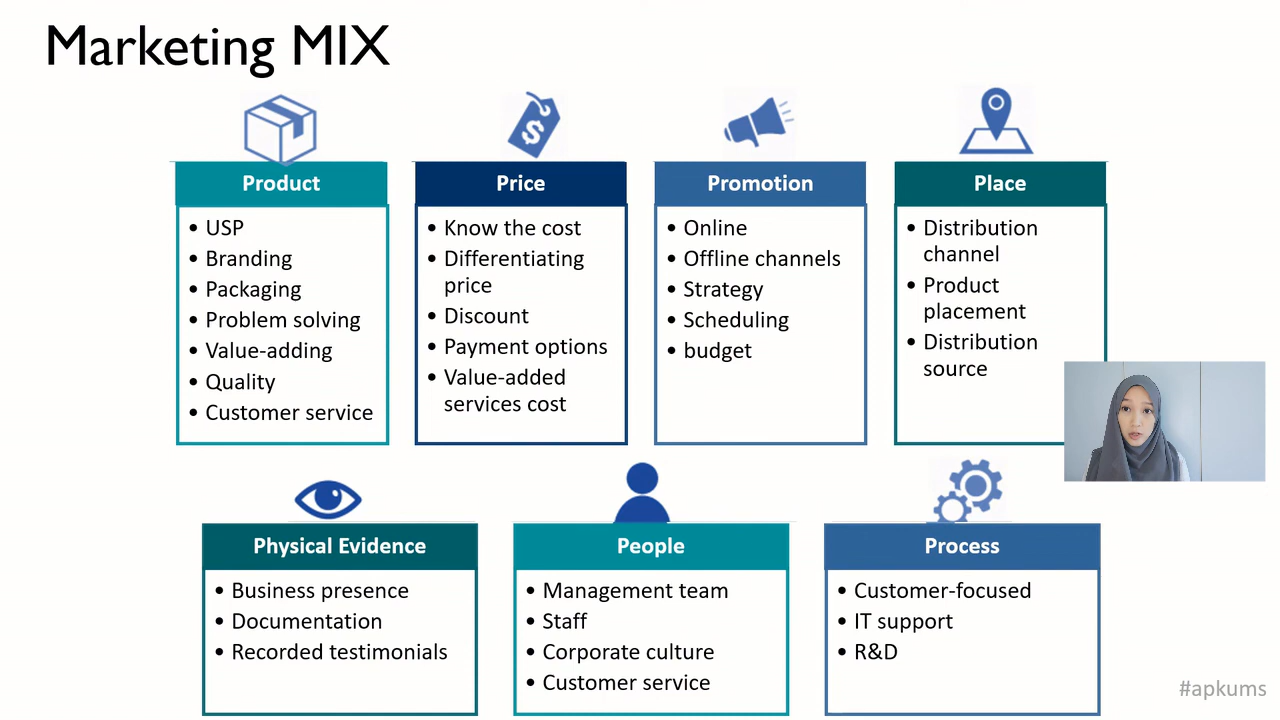 Marketing MIX
Product
• USP
• Branding
• Packaging
• Problem solving
• Value-adding
• Quality
• Customer service
Price
• Know the cost
• Differentiating
price
• Discount
• Payment options
• Value-added
services cost
Promotion
• Online
• Offline channels
• Strategy
• Scheduling
• budget
Place
• Distribution
channel
• Product
placement
• Distribution
source
Physical Evidence
• Business presence
• Documentation
• Recorded testimonials
People
• Management team
• Staff
• Corporate culture
• Customer service
Process
• Customer-focused
• IT support
• R&D
#apkums